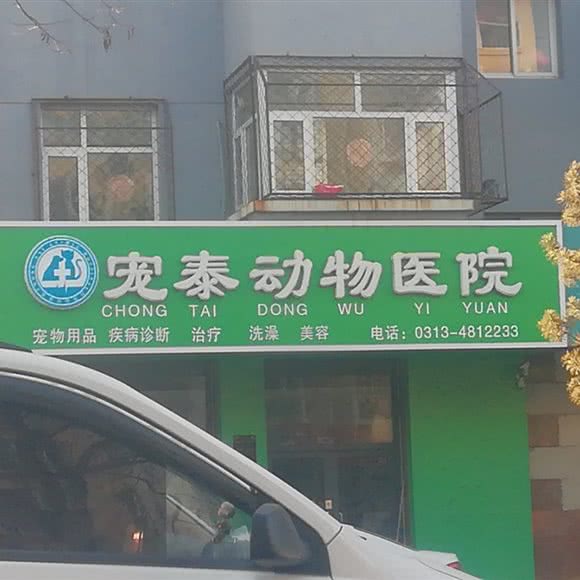 宠泰动物医院
CHONG TAI DONG WU YI YUAN
宠物用品 疾病诊断 治疗 洗澡 美容 电话:0313-4812233